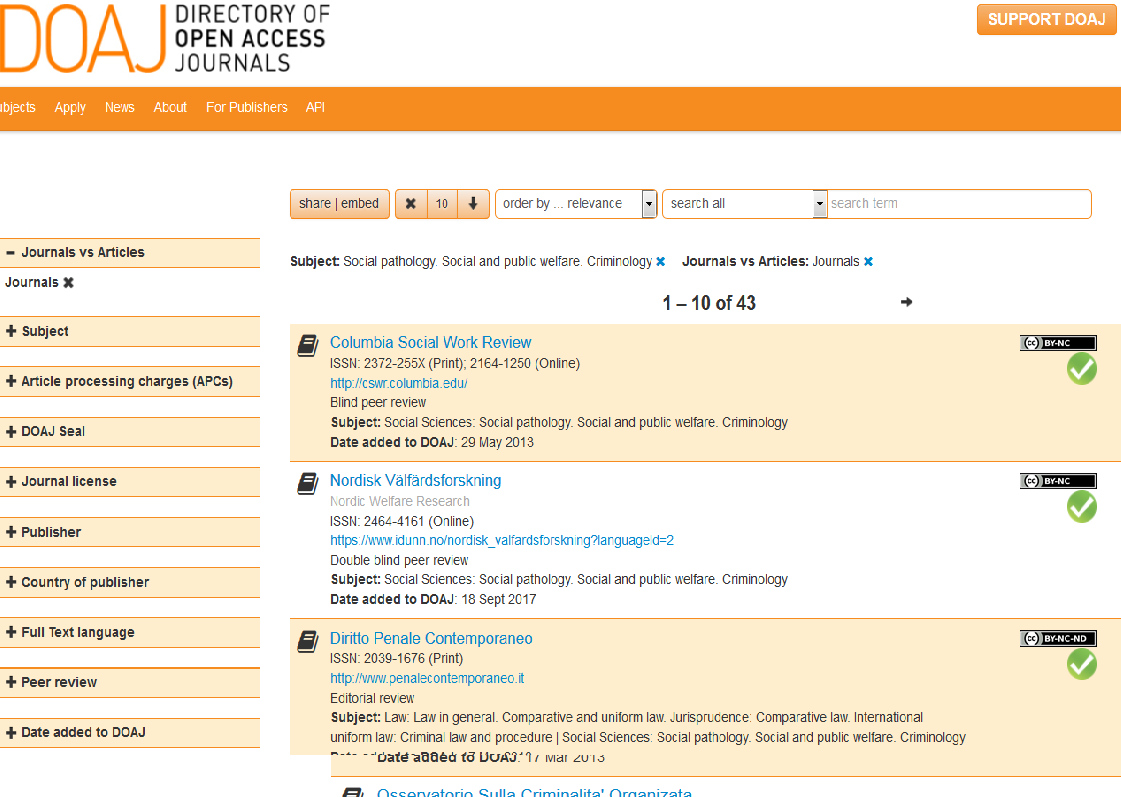 DOAJ DIRECTORY OF
OPEN ACCESS
JOURNALS
SUPPORT DOAJ
ubjects Apply News About For Publishers API
share | embed 10 order by ... relevance search all search term
Journals vs Articles
Journals
Subject
Article processing charges (APCs)
DOAJ Seal
Journal license
Publisher
Country of publisher
Full Text language
Peer review
Date added to DOAJ
Subject: Social pathology. Social and public welfare. Criminology Journals vs Articles: Journals
1 – 10 of 43
Columbia Social Work Review
cc BY-NC
ISSN: 2372-255X (Print); 2164-1250 (Online)
http://cswr.columbia.edu/
Blind peer review
Subject: Social Sciences: Social pathology. Social and public welfare. Criminology
Date added to DOAJ: 29 May 2013
Nordisk Välfärdsforskning
cc BY-NC
Nordic Welfare Research
ISSN: 2464-4161 (Online)
https://www.idunn.no/nordisk_valfardsforskning?languageId=2
Double blind peer review
Subject: Social Sciences: Social pathology. Social and public welfare. Criminology
Date added to DOAJ: 18 Sept 2017
Diritto Penale Contemporaneo
cc BY-NC-ND
ISSN: 2039-1676 (Print)
http://www.penalecontemporaneo.it
Editorial review
Subject: Law: Law in general. Comparative and uniform law. Jurisprudence: Comparative law. International
uniform law: Criminal law and procedure | Social Sciences: Social pathology. Social and public welfare. Criminology
Date added to DOAJ: 17 Mar 2013
Osservatorio Sulla Criminalita' Organizata